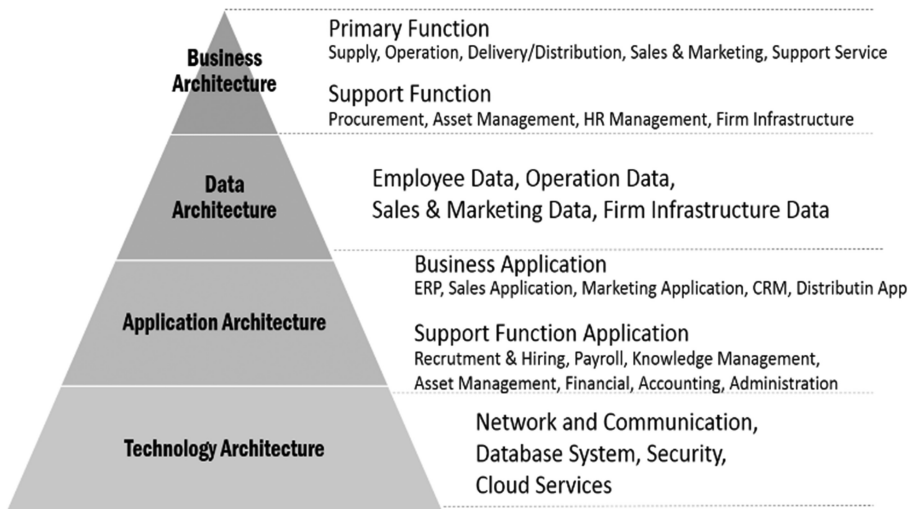 Business
Architecture
Primary Function
Supply, Operation, Delivery/Distribution, Sales & Marketing, Support Service
Support Function
Procurement, Asset Management, HR Management, Firm Infrastructure
Data
Architecture
Employee Data, Operation Data,
Sales & Marketing Data, Firm Infrastructure Data
Application Architecture
Business Application
ERP, Sales Application, Marketing Application, CRM, Distributin App
Support Function Application
Recrutment & Hiring, Payroll, Knowledge Management,
Asset Management, Financial, Accounting, Administration
Technology Architecture
Network and Communication,
Database System, Security,
Cloud Services